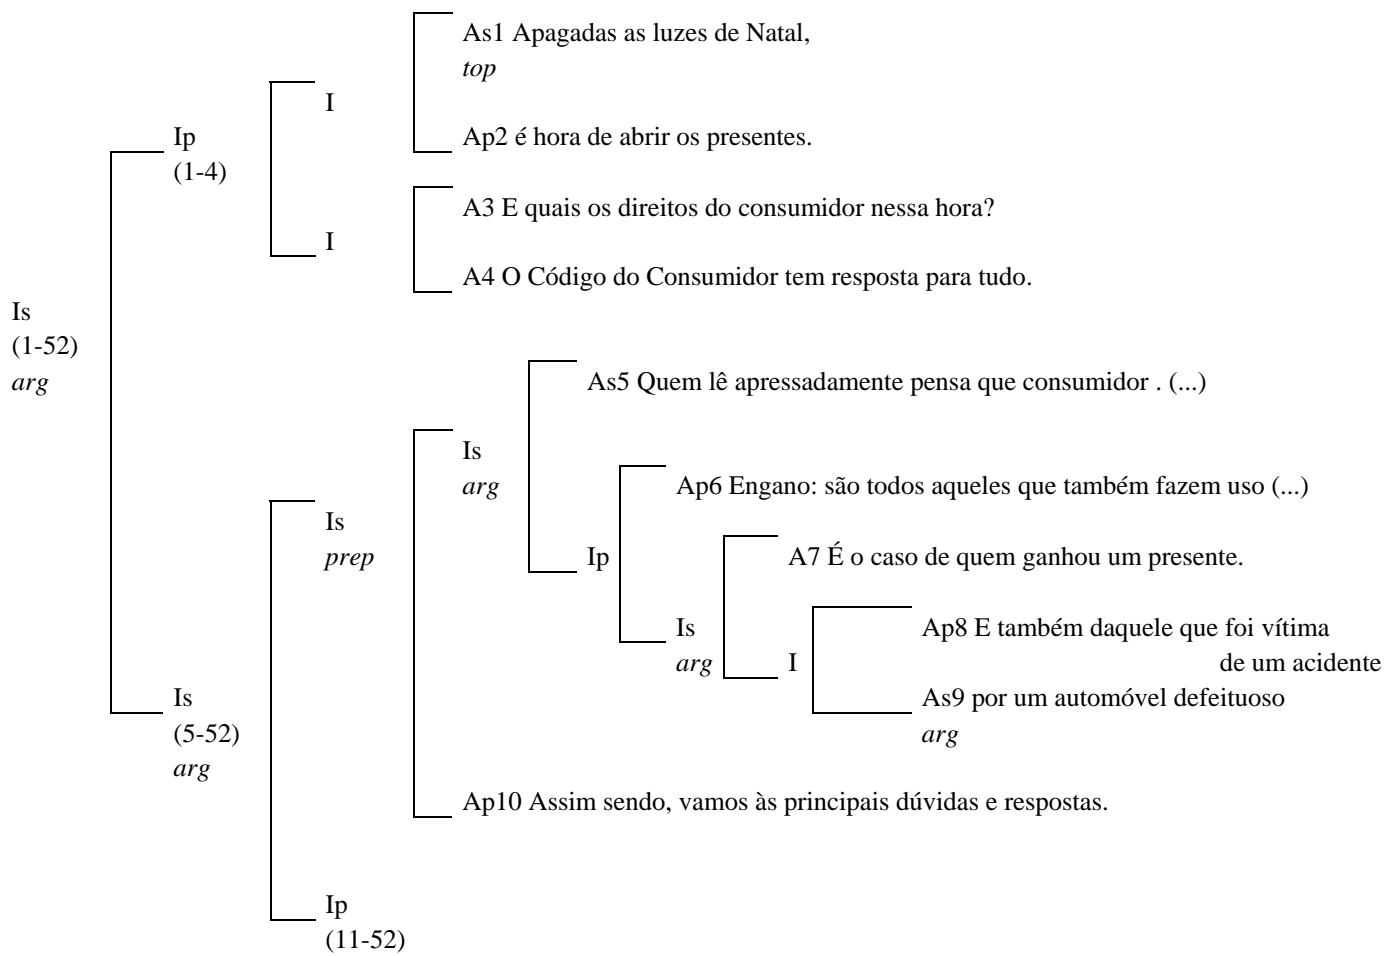 As1 Apagadas as luzes de Natal,
top
I
Ip
(1-4)
Ap2 é hora de abrir os presentes.
A3 E quais os direitos do consumidor nessa hora?
I
A4 O Código do Consumidor tem resposta para tudo.
Is
(1-52)
arg
As5 Quem lê apressadamente pensa que consumidor . (...)
Is
arg
Ap6 Engano: são todos aqueles que também fazem uso (...)
Is
prep
Ip
A7 É o caso de quem ganhou um presente.
Is
arg
Ap8 E também daquele que foi vítima
de um acidente
I
As9 por um automóvel defeituoso
arg
Is
(5-52)
arg
Ap10 Assim sendo, vamos às principais dúvidas e respostas.
Ip
(11-52)